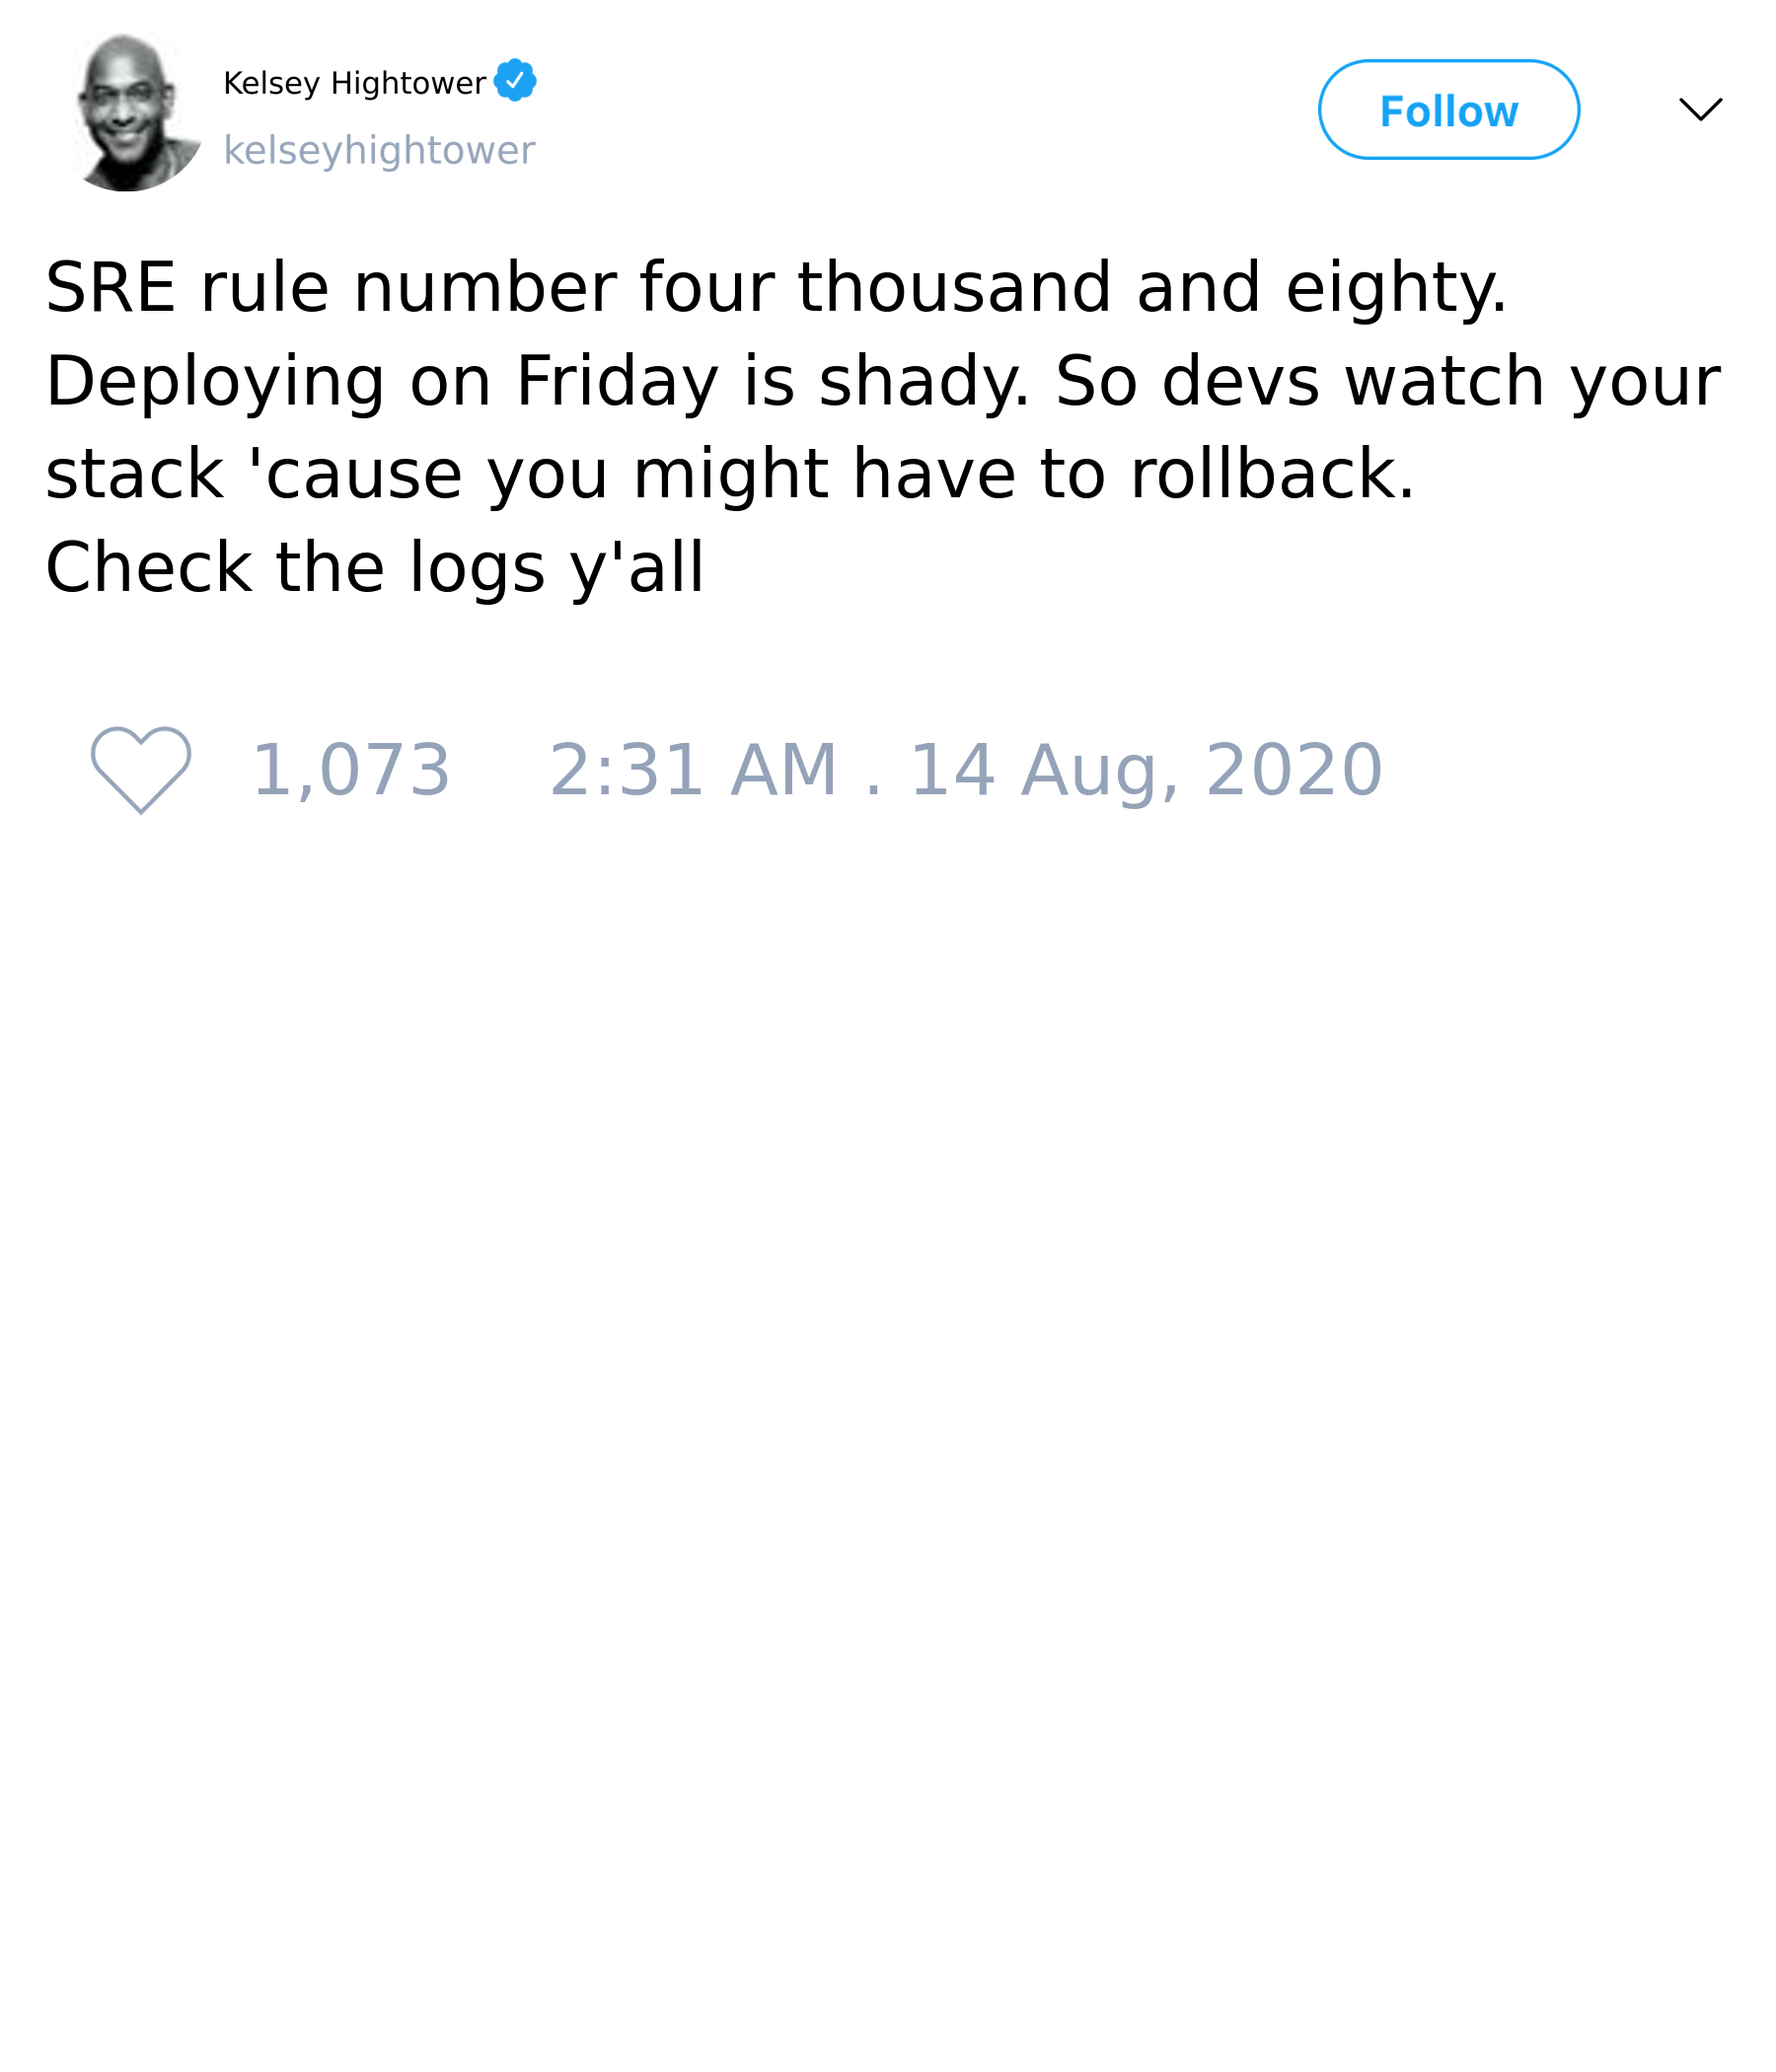 Kelsey Hightower
kelseyhightower
Follow
SRE rule number four thousand and eighty.
Deploying on Friday is shady. So devs watch your
stack 'cause you might have to rollback.
Check the logs y'all
1,073 2:31 AM . 14 Aug, 2020